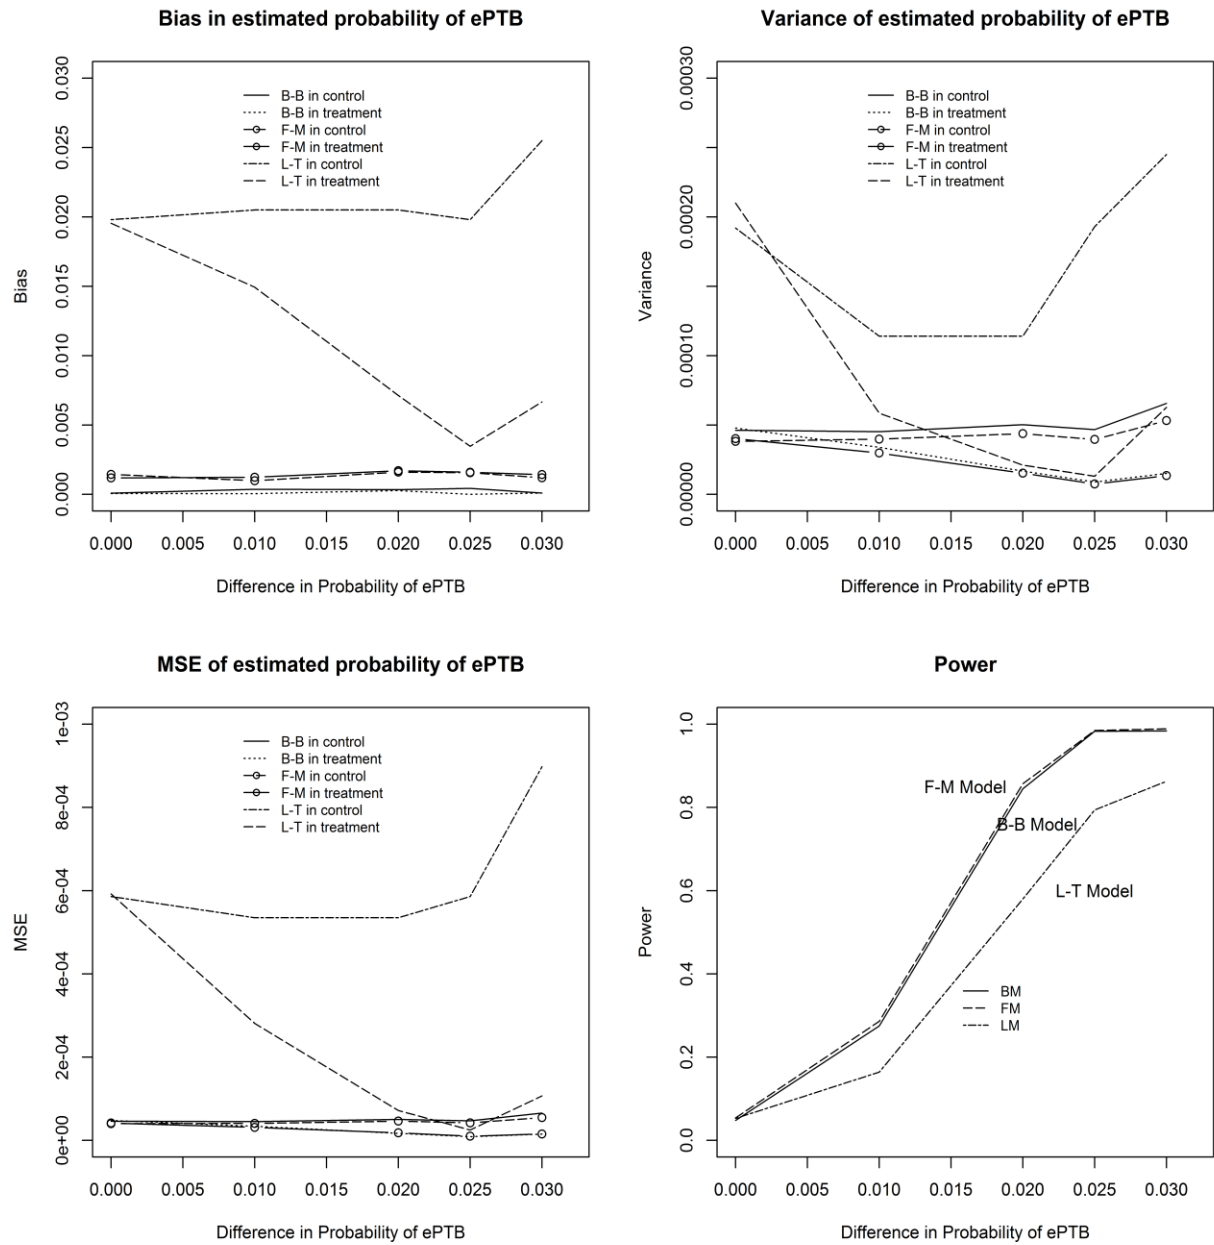 Bias in estimated probability of ePTB
0.030
0.025
0.020
0.015
0.010
0.005
0.000
Bias
B-B in control
B-B in treatment
F-M in control
F-M in treatment
L-T in control
L-T in treatment
0.000 0.005 0.010 0.015 0.020 0.025 0.030
Difference in Probability of ePTB
Variance of estimated probability of ePTB
0.00030
0.00020
0.00010
0.00000
Variance
B-B in control
B-B in treatment
F-M in control
F-M in treatment
L-T in control
L-T in treatment
0.000 0.005 0.010 0.015 0.020 0.025 0.030
Difference in Probability of ePTB
MSE of estimated probability of ePTB
1e-03
8e-04
6e-04
4e-04
2e-04
0e+00
MSE
B-B in control
B-B in treatment
F-M in control
F-M in treatment
L-T in control
L-T in treatment
0.000 0.005 0.010 0.015 0.020 0.025 0.030
Difference in Probability of ePTB
Power
1.0
0.8
0.6
0.4
0.2
0.0
Power
F-M Model
B-B Model
L-T Model
BM
FM
LM
0.000 0.005 0.010 0.015 0.020 0.025 0.030
Difference in Probability of ePTB